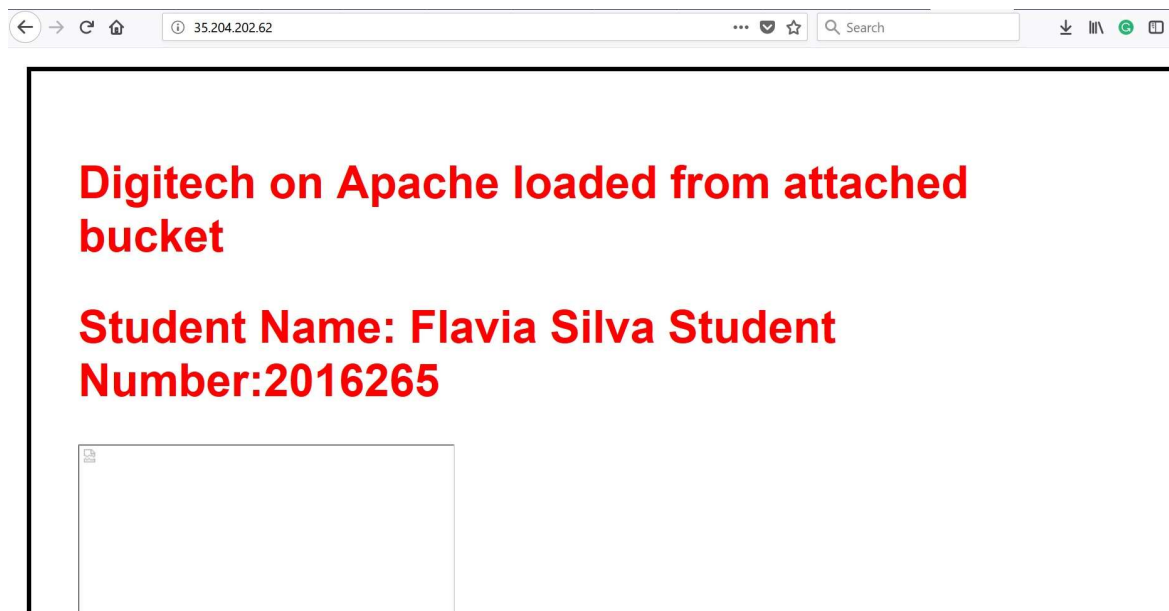 35.204.202.62
Search
Digitech on Apache loaded from attached
bucket
Student Name: Flavia Silva Student
Number:2016265